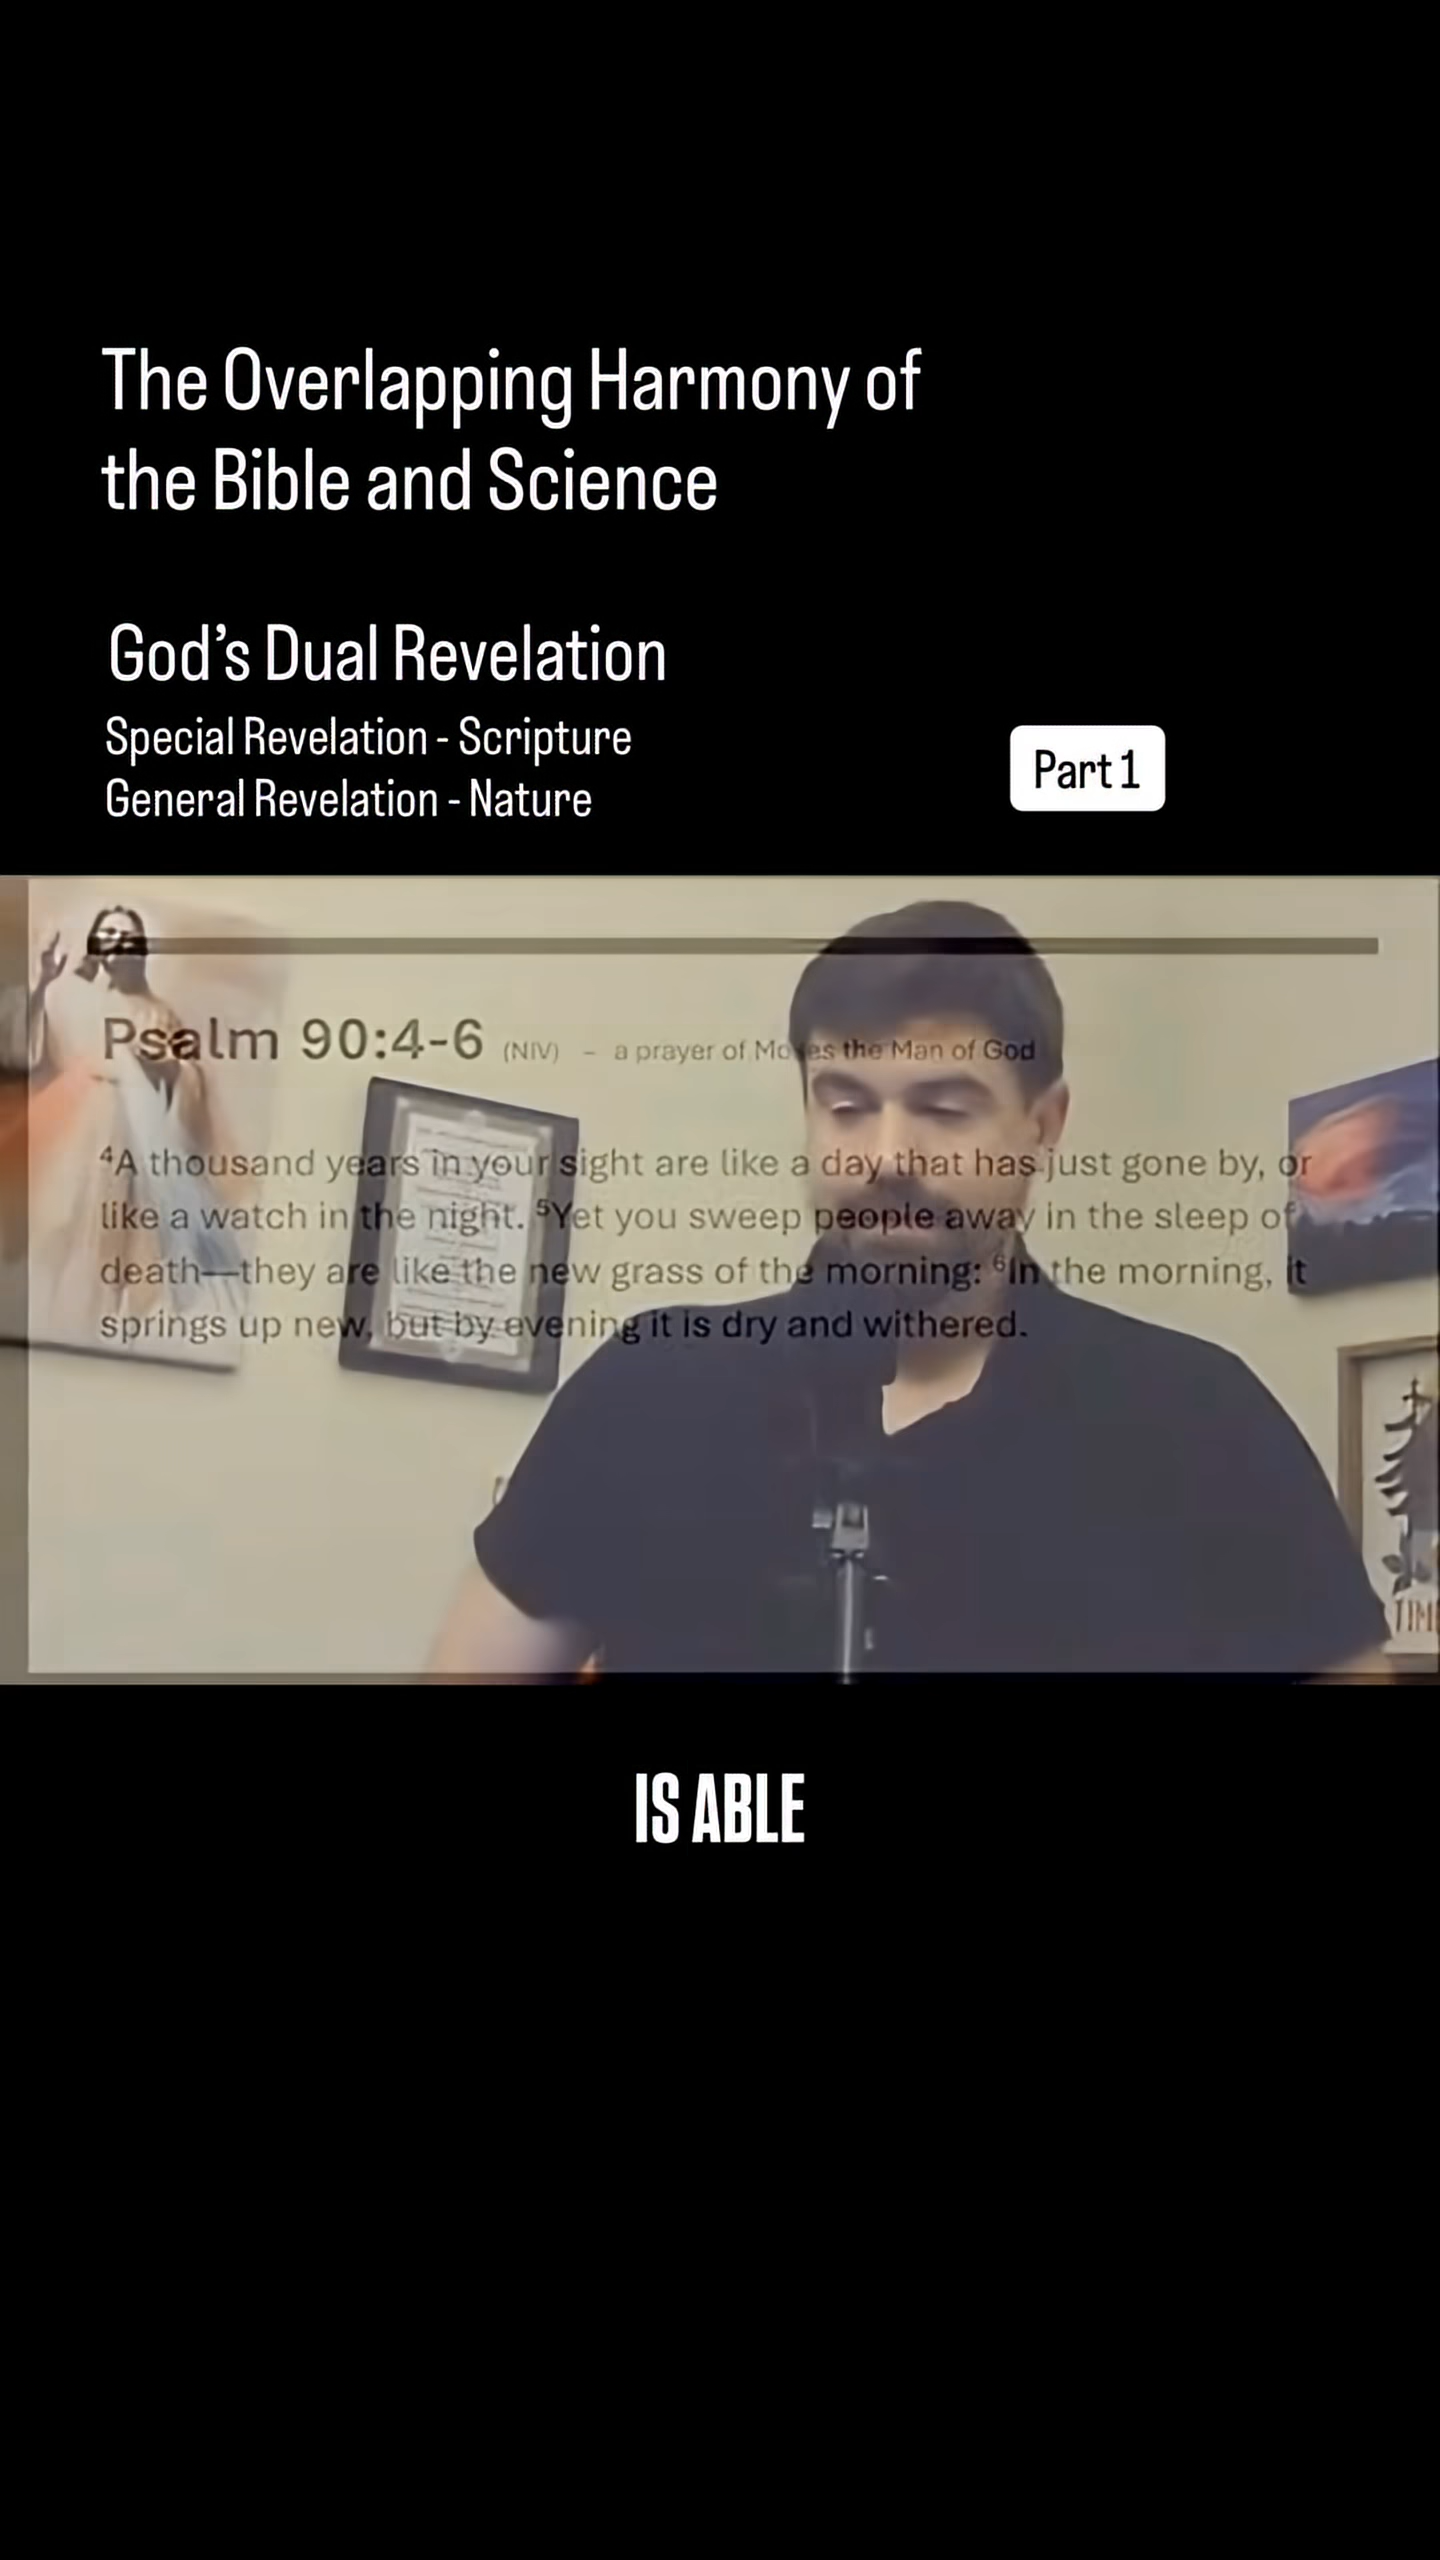 The Overlapping Harmony of
the Bible and Science
God’s Dual Revelation
Special Revelation - Scripture
General Revelation - Nature
Part 1
Psalm 90:4-6 (NIV) – a prayer of Moses the Man of God
⁴A thousand years in your sight are like a day that has just gone by, or
like a watch in the night. ⁵Yet you sweep people away in the sleep of
death—they are like the new grass of the morning: ⁶In the morning, it
springs up new, but by evening it is dry and withered.
TIM
IS ABLE